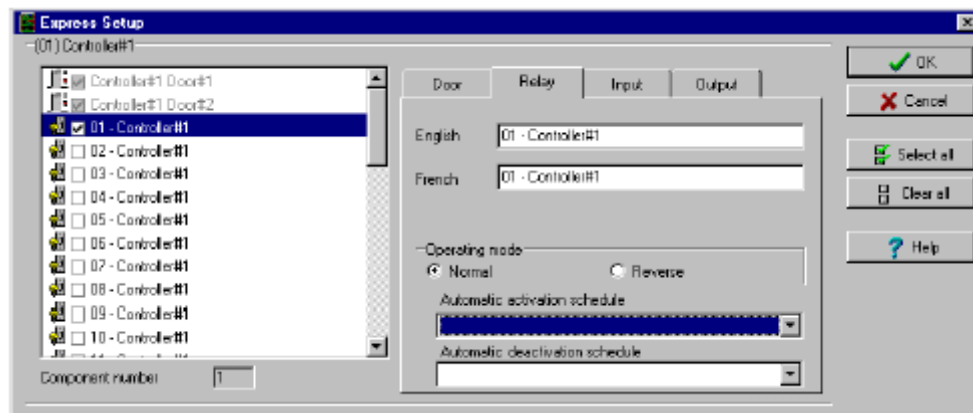 Express Setup
(01) Controller#1
Controller#1 Door#1
Controller#1 Door#2
01 - Controller#1
02 - Controller#1
03 - Controller#1
04 - Controller#1
05 - Controller#1
06 - Controller#1
07 - Controller#1
08 - Controller#1
09 - Controller#1
10 - Controller#1
Component number
1
Door
Relay
Input
Output
English
01 - Controller#1
French
01 - Controller#1
Operating mode
Normal
Reverse
Automatic activation schedule
Automatic deactivation schedule
OK
Cancel
Select all
Clear all
Help